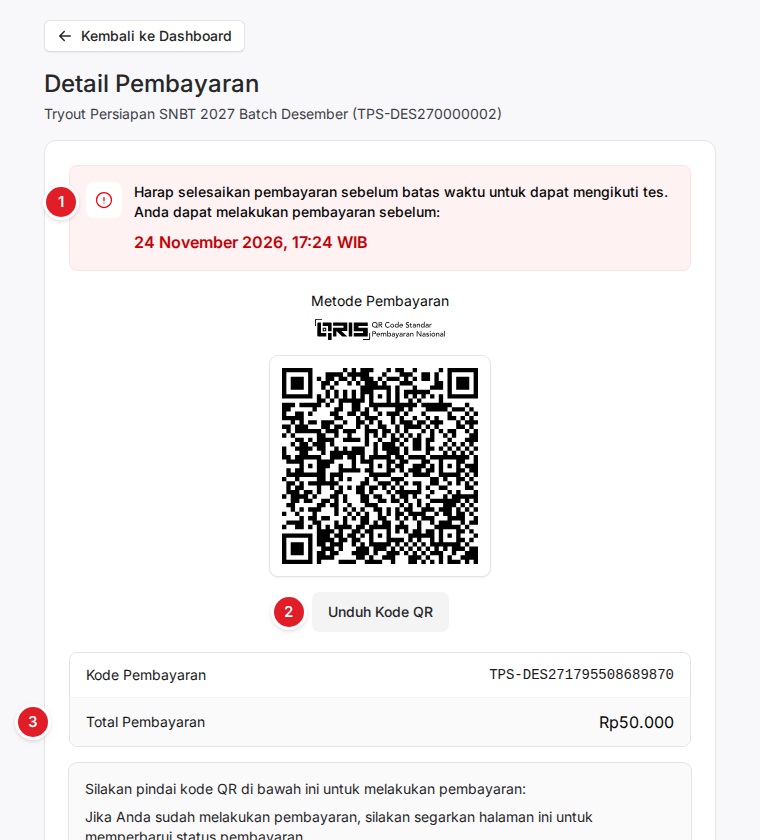 Kembali ke Dashboard
Detail Pembayaran
Tryout Persiapan SNBT 2027 Batch Desember (TPS-DES270000002)
1
Harap selesaikan pembayaran sebelum batas waktu untuk dapat mengikuti tes.
Anda dapat melakukan pembayaran sebelum:
24 November 2026, 17:24 WIB
Metode Pembayaran
QRIS QR Code Standar
Pembayaran Nasional
2
Unduh Kode QR
Kode Pembayaran TPS-DES271795508689870
3
Total Pembayaran Rp50.000
Silakan pindai kode QR di bawah ini untuk melakukan pembayaran:
Jika Anda sudah melakukan pembayaran, silakan segarkan halaman ini untuk
memperbarui status pembayaran